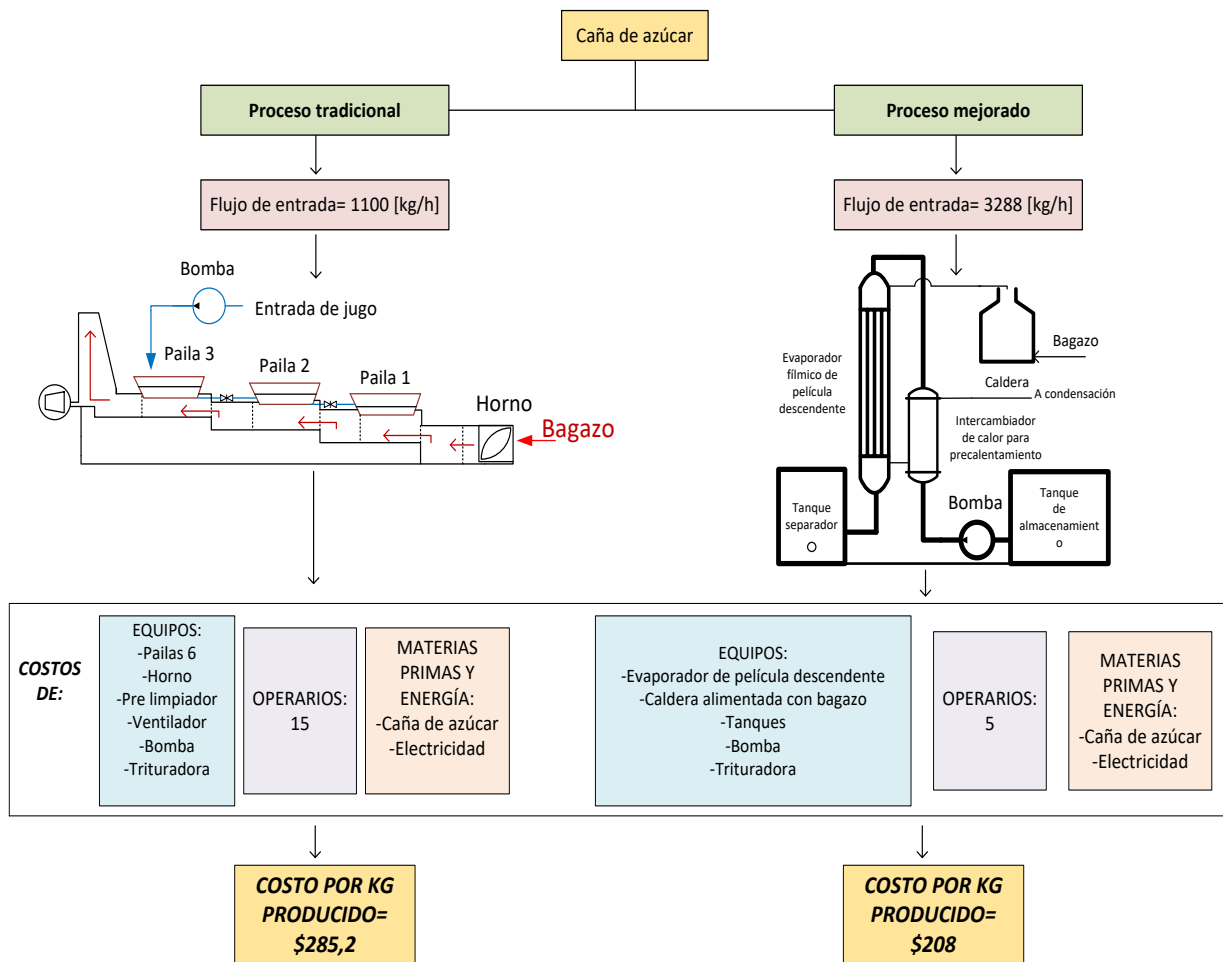 Caña de azúcar
Proceso tradicional
Proceso mejorado
Flujo de entrada= 1100 [kg/h]
Flujo de entrada= 3288 [kg/h]
Bomba
Entrada de jugo
Paila 3
Paila 2
Paila 1
Horno
Bagazo
Evaporador
fílmico de
película
descendente
Bagazo
Caldera
A condensación
Intercambiador
de calor para
precalentamiento
Tanque
separador
Bomba
Tanque
de
almacenamient
o
COSTOS
DE:
EQUIPOS:
-Pailas 6
-Horno
-Pre limpiador
-Ventilador
-Bomba
-Trituradora
OPERARIOS:
15
MATERIAS
PRIMAS Y
ENERGÍA:
-Caña de azúcar
-Electricidad
EQUIPOS:
-Evaporador de película descendente
-Caldera alimentada con bagazo
-Tanques
-Bomba
-Trituradora
OPERARIOS:
5
MATERIAS
PRIMAS Y
ENERGÍA:
-Caña de azúcar
-Electricidad
COSTO POR KG
PRODUCIDO=
$285,2
COSTO POR KG
PRODUCIDO=
$208